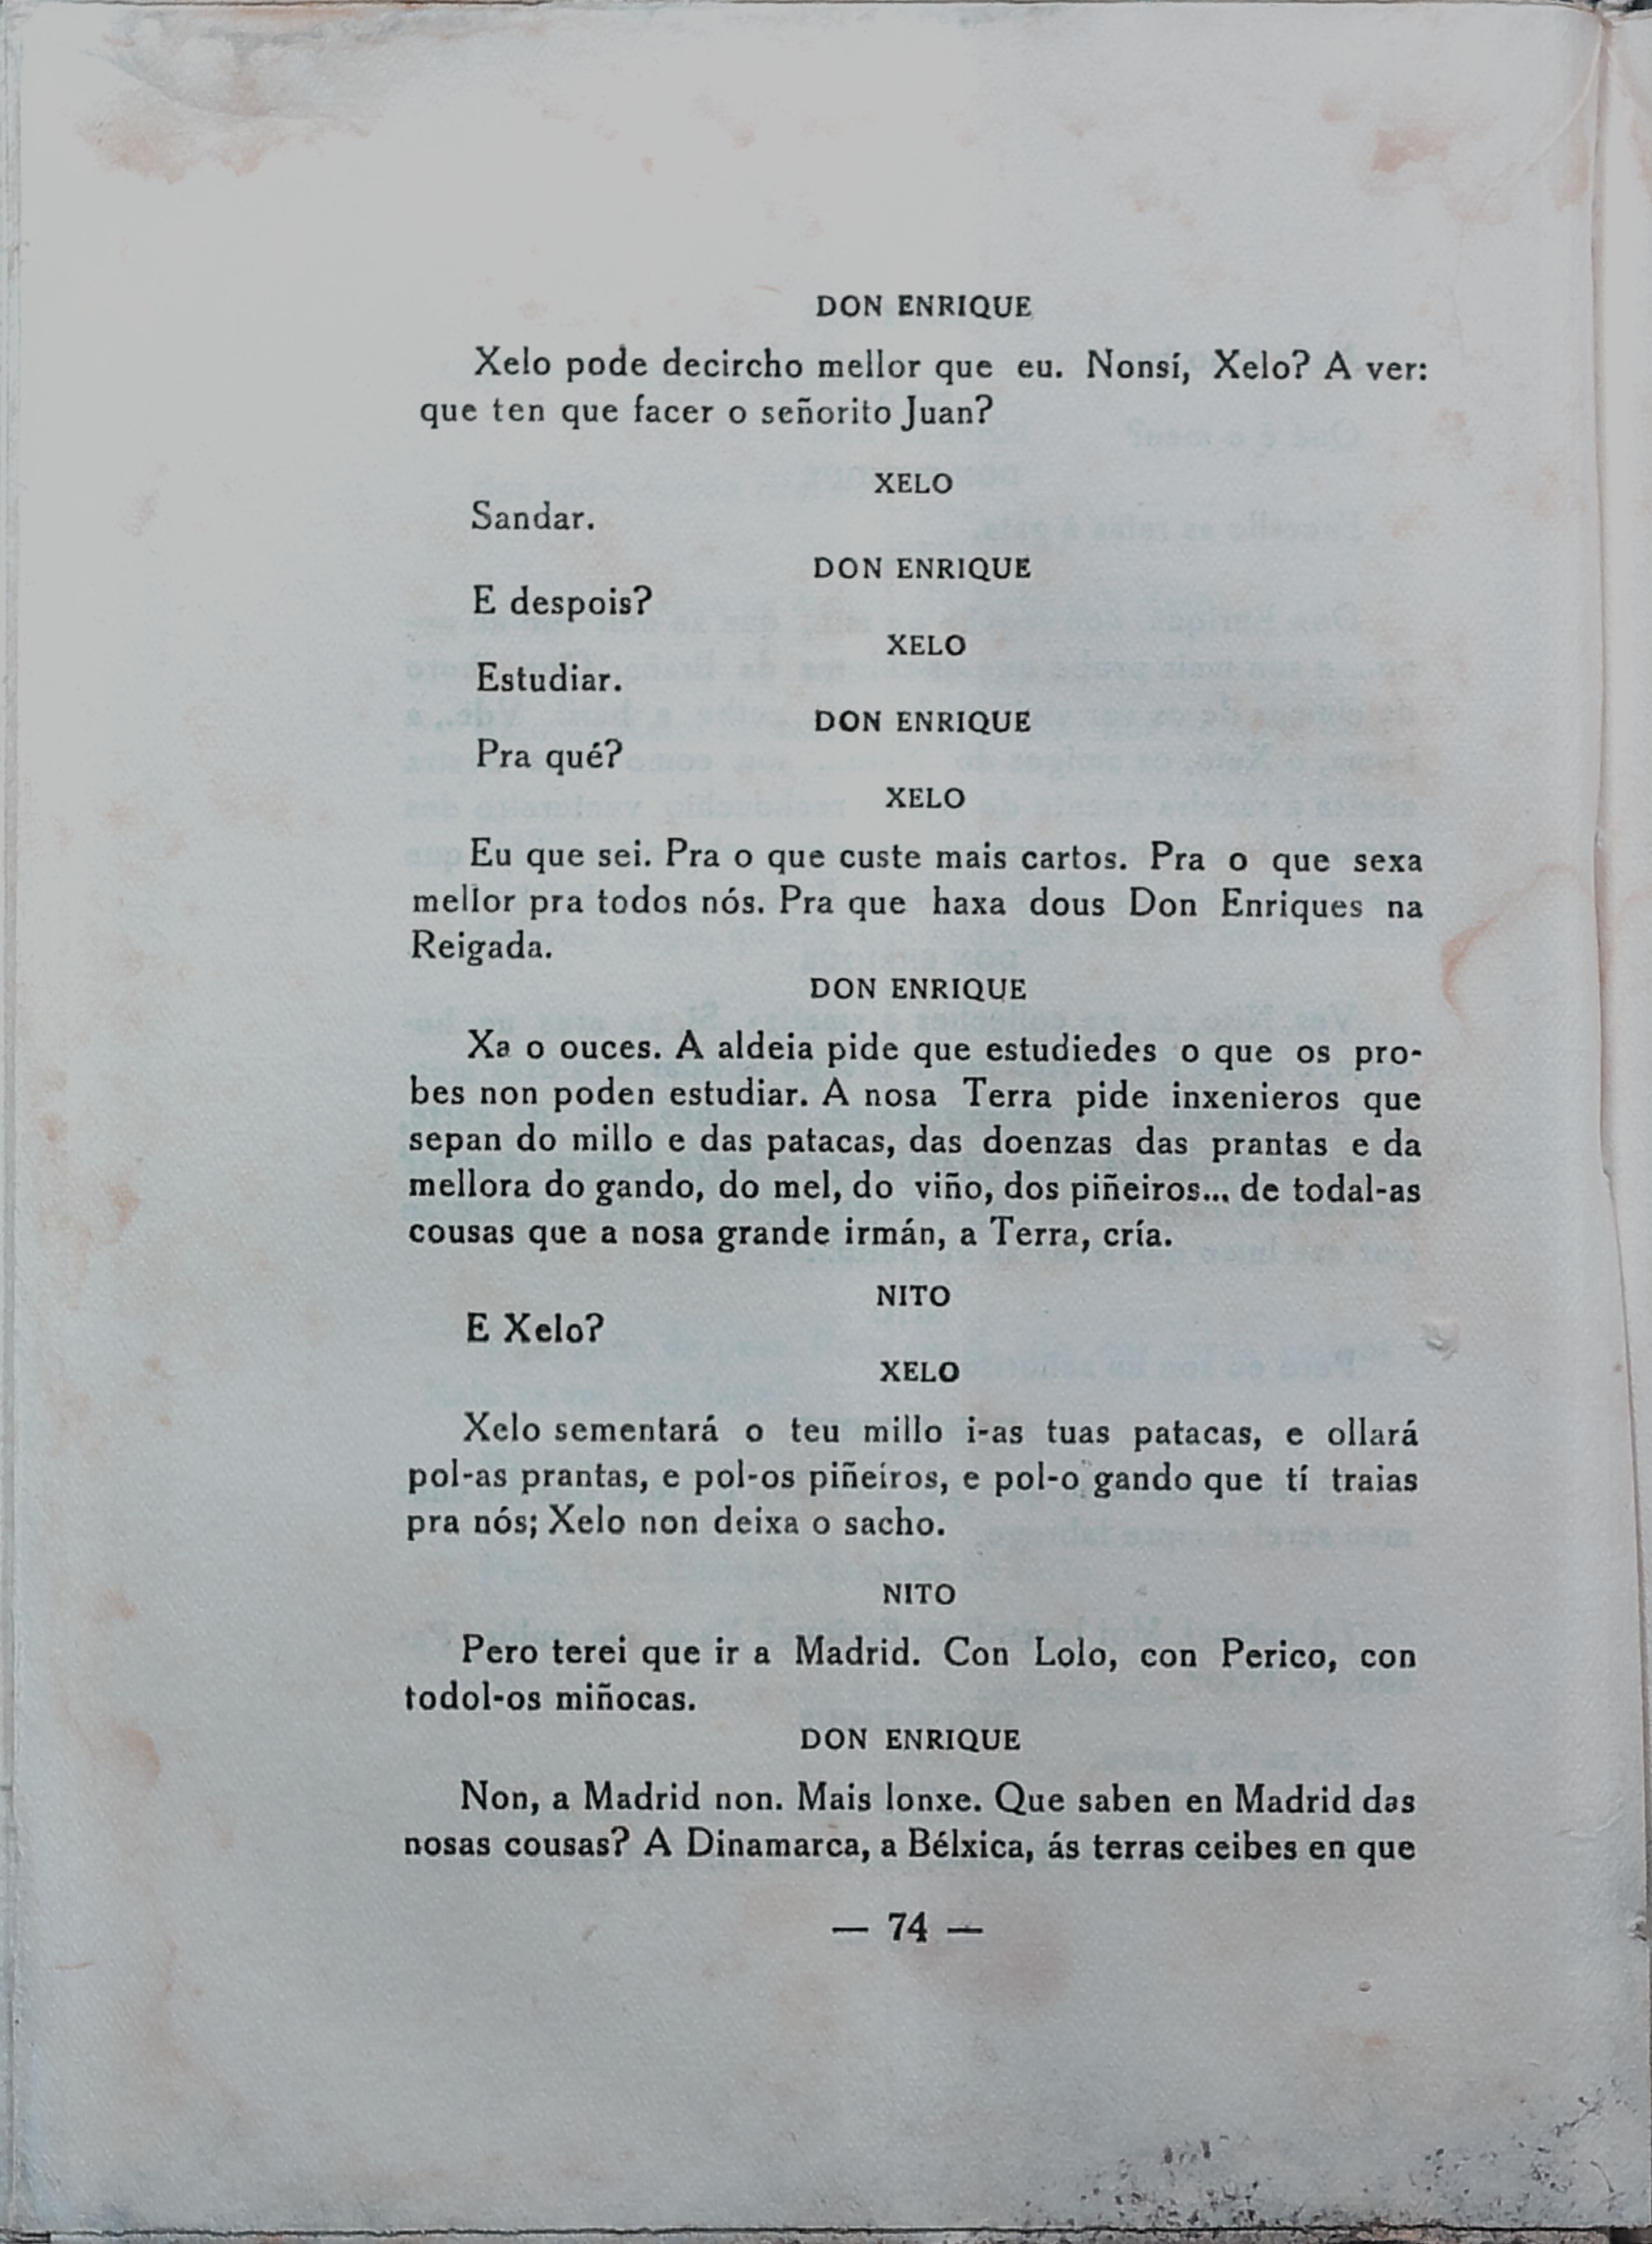 DON ENRIQUE
Xelo pode decircho mellor que eu. Nonsí, Xelo? A ver:
que ten que facer o señorito Juan?
XELO
Sandar.
DON ENRIQUE
E despois?
XELO
Estudiar.
DON ENRIQUE
Pra qué?
XELO
Eu que sei. Pra o que custe mais cartos. Pra o que sexa
mellor pra todos nós. Pra que haxa dous Don Enriques na
Reigada.
DON ENRIQUE
Xa o ouces. A aldeia pide que estudiedes o que os pro-
bes non poden estudiar. A nosa Terra pide inxenieros que
sepan do millo e das patacas, das doenzas das prantas e da
mellora do gando, do mel, do viño, dos piñeiros... de todal-as
cousas que a nosa grande irmán, a Terra, cría.
NITO
E Xelo?
XELO
Xelo sementará o teu millo i-as tuas patacas, e ollará
pol-as prantas, e pol-os piñeiros, e pol-o gando que tí traias
pra nós; Xelo non deixa o sacho.
NITO
Pero terei que ir a Madrid. Con Lolo, con Perico, con
todol-os miñocas.
DON ENRIQUE
Non, a Madrid non. Mais lonxe. Que saben en Madrid das
nosas cousas? A Dinamarca, a Bélxica, ás terras ceibes en que
— 74 —